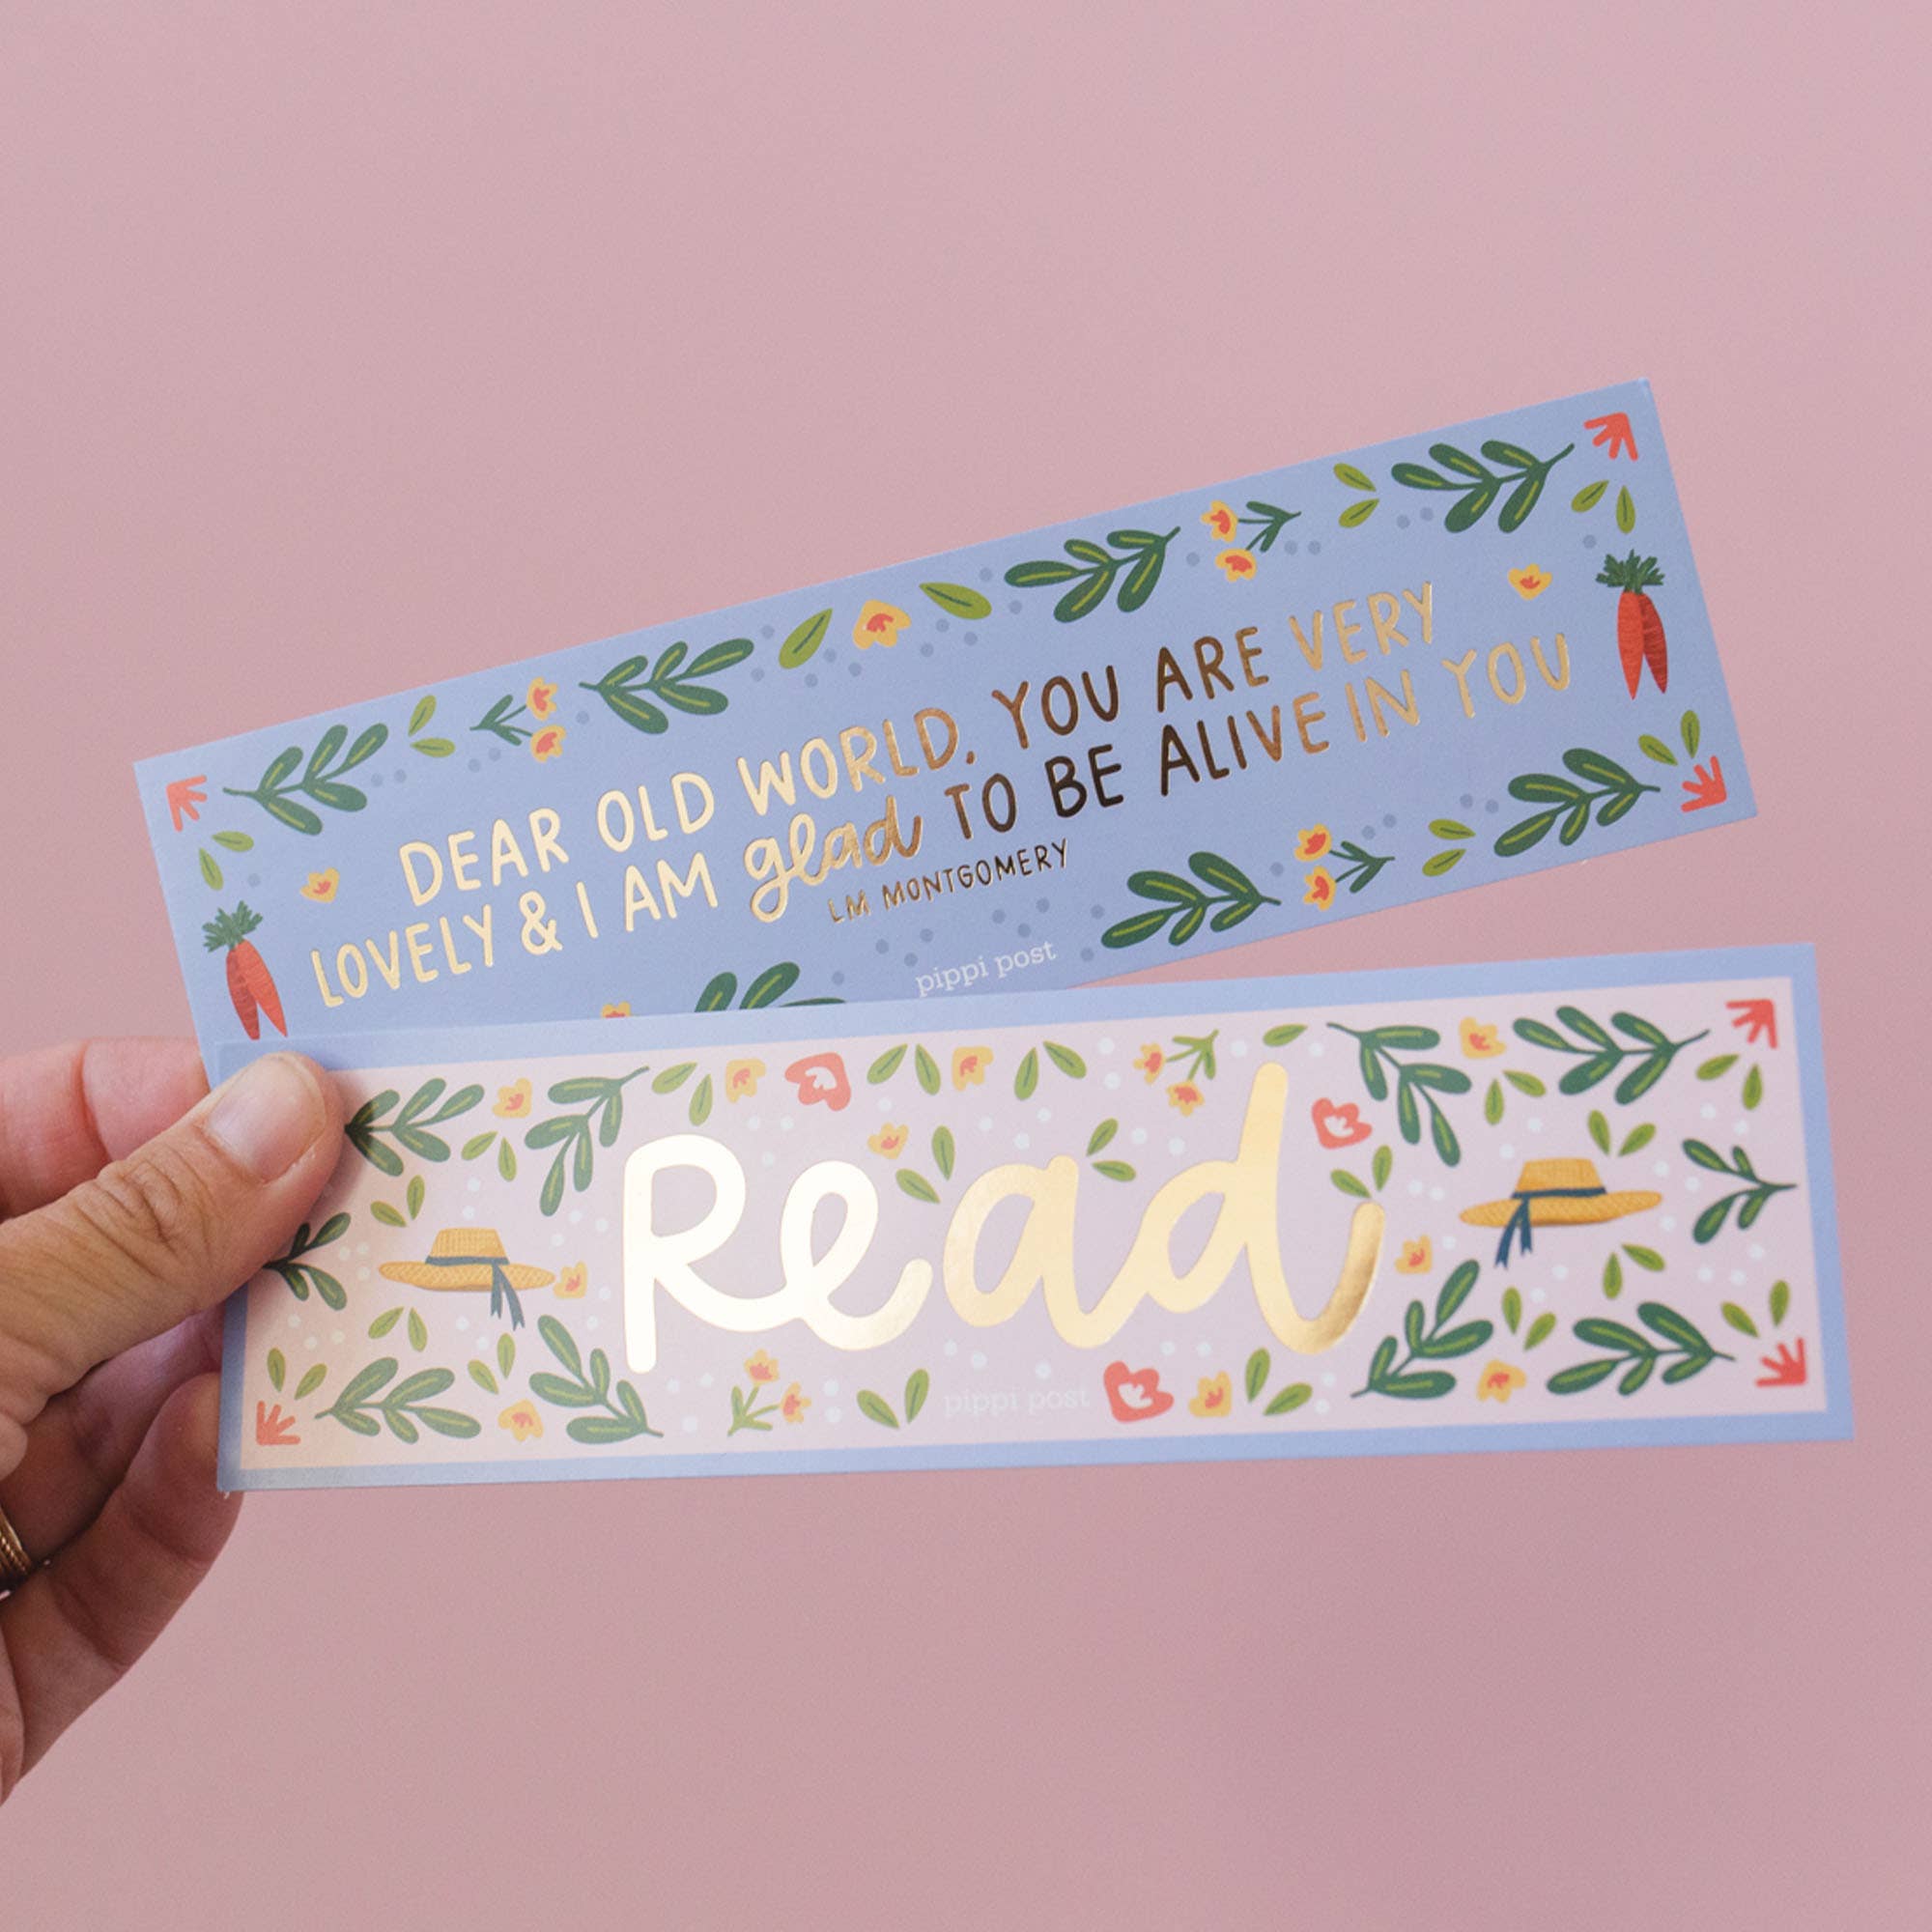 DEAR OLD WORLD, YOU ARE VERY
LOVELY & I AM glad TO BE ALIVE IN YOU
LM MONTGOMERY
pippi post
Read
pippi post